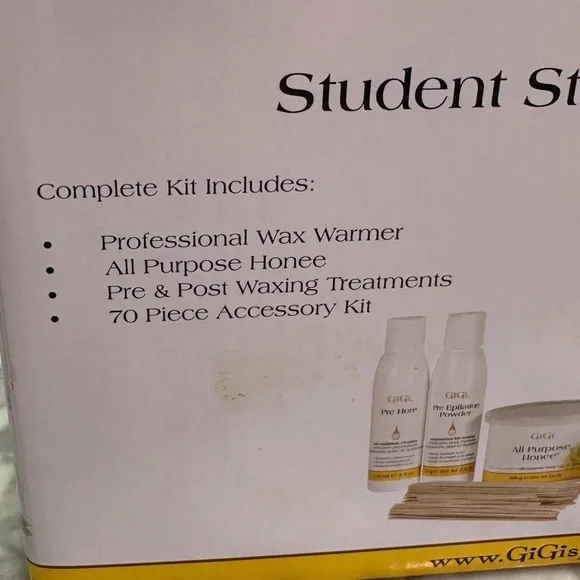 Student St
Complete Kit Includes:
• Professional Wax Warmer
• All Purpose Honee
• Pre & Post Waxing Treatments
• 70 Piece Accessory Kit
GiGi
Pre Hon
GiGi
Pre Epilation
Powder
GiGi
All Purpose
Honee
www.GiGis